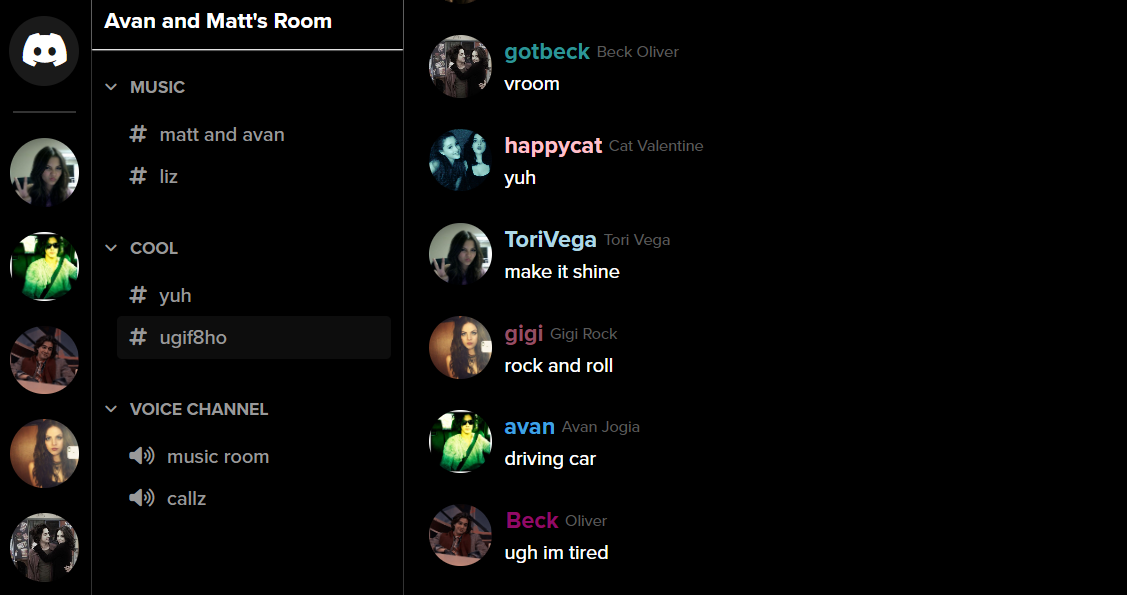 Avan and Matt's Room
MUSIC
# matt and avan
# liz
COOL
# yuh
# ugif8ho
VOICE CHANNEL
music room
callz
gotbeck Beck Oliver
vroom
happycat Cat Valentine
yuh
ToriVega Tori Vega
make it shine
gigi Gigi Rock
rock and roll
avan Avan Jogia
driving car
Beck Oliver
ugh im tired